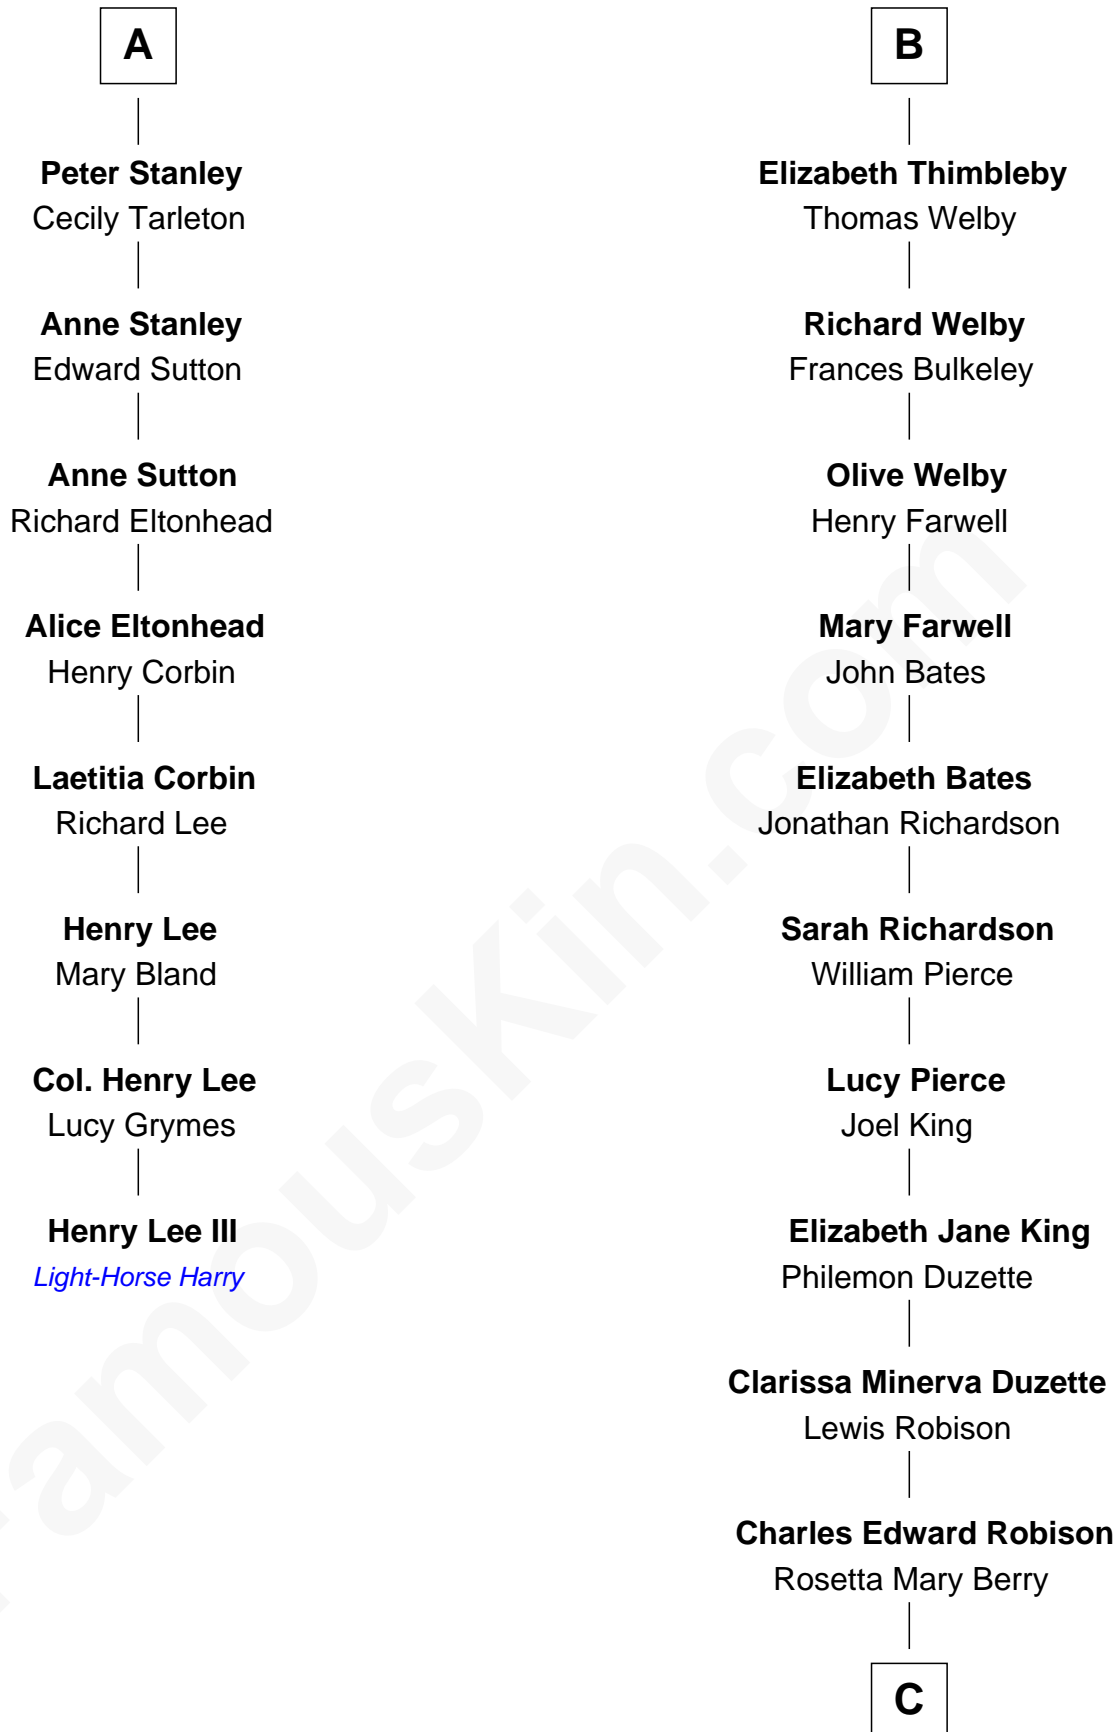 A
Peter Stanley
Cecily Tarleton
Anne Stanley
Edward Sutton
Anne Sutton
Richard Eltonhead
Alice Eltonhead
Henry Corbin
Laetitia Corbin
Richard Lee
Henry Lee
Mary Bland
Col. Henry Lee
Lucy Grymes
Henry Lee III
Light-Horse Harry
B
Elizabeth Thimbleby
Thomas Welby
Richard Welby
Frances Bulkeley
Olive Welby
Henry Farwell
Mary Farwell
John Bates
Elizabeth Bates
Jonathan Richardson
Sarah Richardson
William Pierce
Lucy Pierce
Joel King
Elizabeth Jane King
Philemon Duzette
Clarissa Minerva Duzette
Lewis Robison
Charles Edward Robison
Rosetta Mary Berry
C
FamousKin.com